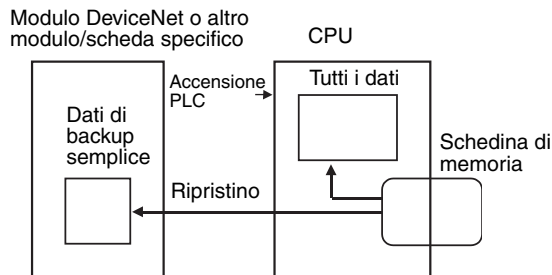 Modulo DeviceNet o altro
modulo/scheda specifico
CPU
Accensione
PLC
Tutti i dati
Dati di
backup
semplice
Schedina di
memoria
Ripristino